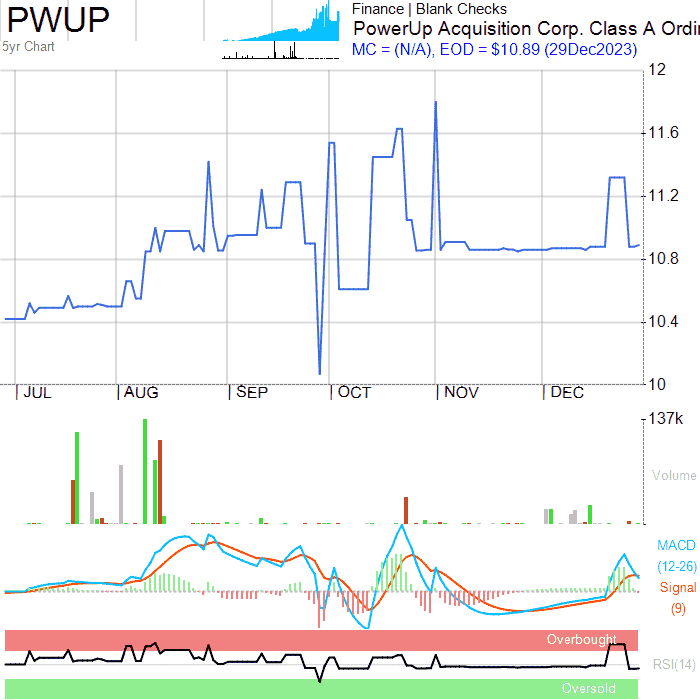 PWUP
5yr Chart
Finance | Blank Checks
PowerUp Acquisition Corp. Class A Ordi
MC = (N/A), EOD = $10.89 (29Dec2023)
12
11.6
11.2
10.8
10.4
10
JUL
AUG
SEP
OCT
NOV
DEC
137k
Volume
MACD
(12-26)
Signal
(9)
Overbought
RSI(14)
Oversold